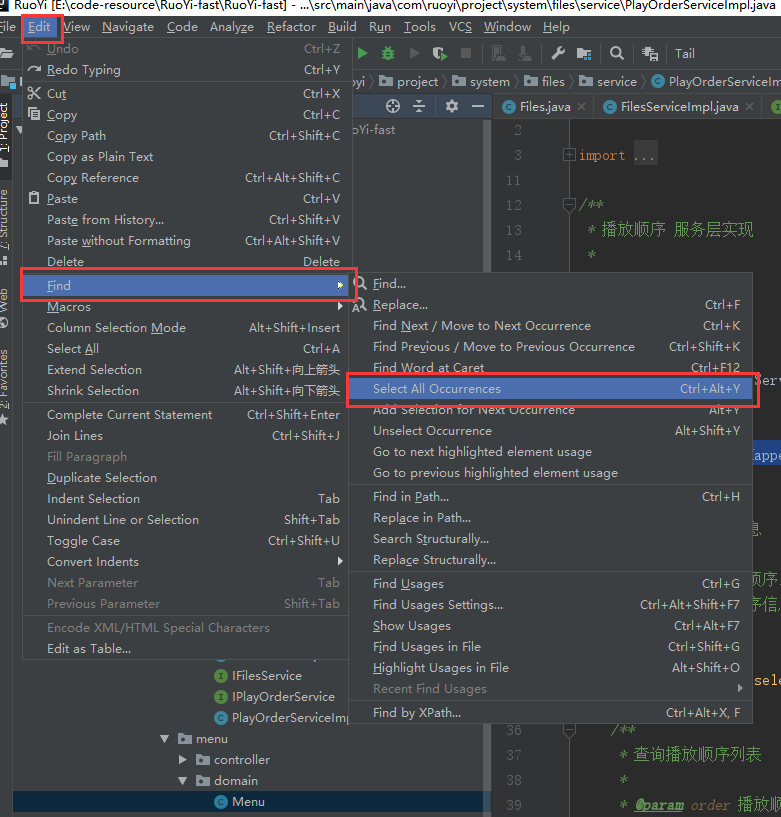 RuoYi [E:\code-resource\RuoYi-fast\RuoYi-fast] - ...\src\main\java\com\ruoyi\project\system\files\service\PlayOrderServiceImpl.java
File Edit View Navigate Code Analyze Refactor Build Run Tools VCS Window Help
Tail
oyi project system files service PlayOrderServiceIm
Files.java FilesServiceImpl.java
oYi-fast
1: Project
7: Structure
Web
2: Favorites
Undo Ctrl+Z
Redo Typing Ctrl+Y
Cut Ctrl+X
Copy Ctrl+C
Copy Path Ctrl+Shift+C
Copy as Plain Text
Copy Reference Ctrl+Alt+Shift+C
Paste Ctrl+V
Paste from History... Ctrl+Shift+V
Paste without Formatting Ctrl+Alt+Shift+V
Delete Delete
Find
Macros
Column Selection Mode Alt+Shift+Insert
Select All Ctrl+A
Extend Selection Alt+Shift+向上箭头
Shrink Selection Alt+Shift+向下箭头
Complete Current Statement Ctrl+Shift+Enter
Join Lines Ctrl+Shift+J
Fill Paragraph
Duplicate Selection
Indent Selection Tab
Unindent Line or Selection Shift+Tab
Toggle Case Ctrl+Shift+U
Convert Indents
Next Parameter Tab
Previous Parameter Shift+Tab
Encode XML/HTML Special Characters
Edit as Table...
Find...
Replace... Ctrl+F
Find Next / Move to Next Occurrence Ctrl+K
Find Previous / Move to Previous Occurrence Ctrl+Shift+K
Find Word at Caret Ctrl+F12
Select All Occurrences Ctrl+Alt+Y
Add Selection for Next Occurrence Alt+Y
Unselect Occurrence Alt+Shift+Y
Go to next highlighted element usage
Go to previous highlighted element usage
Find in Path... Ctrl+H
Replace in Path...
Search Structurally...
Replace Structurally...
Find Usages Ctrl+G
Find Usages Settings... Ctrl+Alt+Shift+F7
Show Usages Ctrl+Alt+F7
Find Usages in File Ctrl+Shift+G
Highlight Usages in File Alt+Shift+O
Recent Find Usages
Find by XPath... Ctrl+Alt+X, F
2
3 import ...
11
12 /**
13 * 播放顺序 服务层实现
14 *
Serv
Mappe
息
顺序
序信
sele
36 /**
37 * 查询播放顺序列表
38 *
39 * @param order 播放顺
IFilesService
IPlayOrderService
PlayOrderServiceImp
menu
controller
domain
Menu